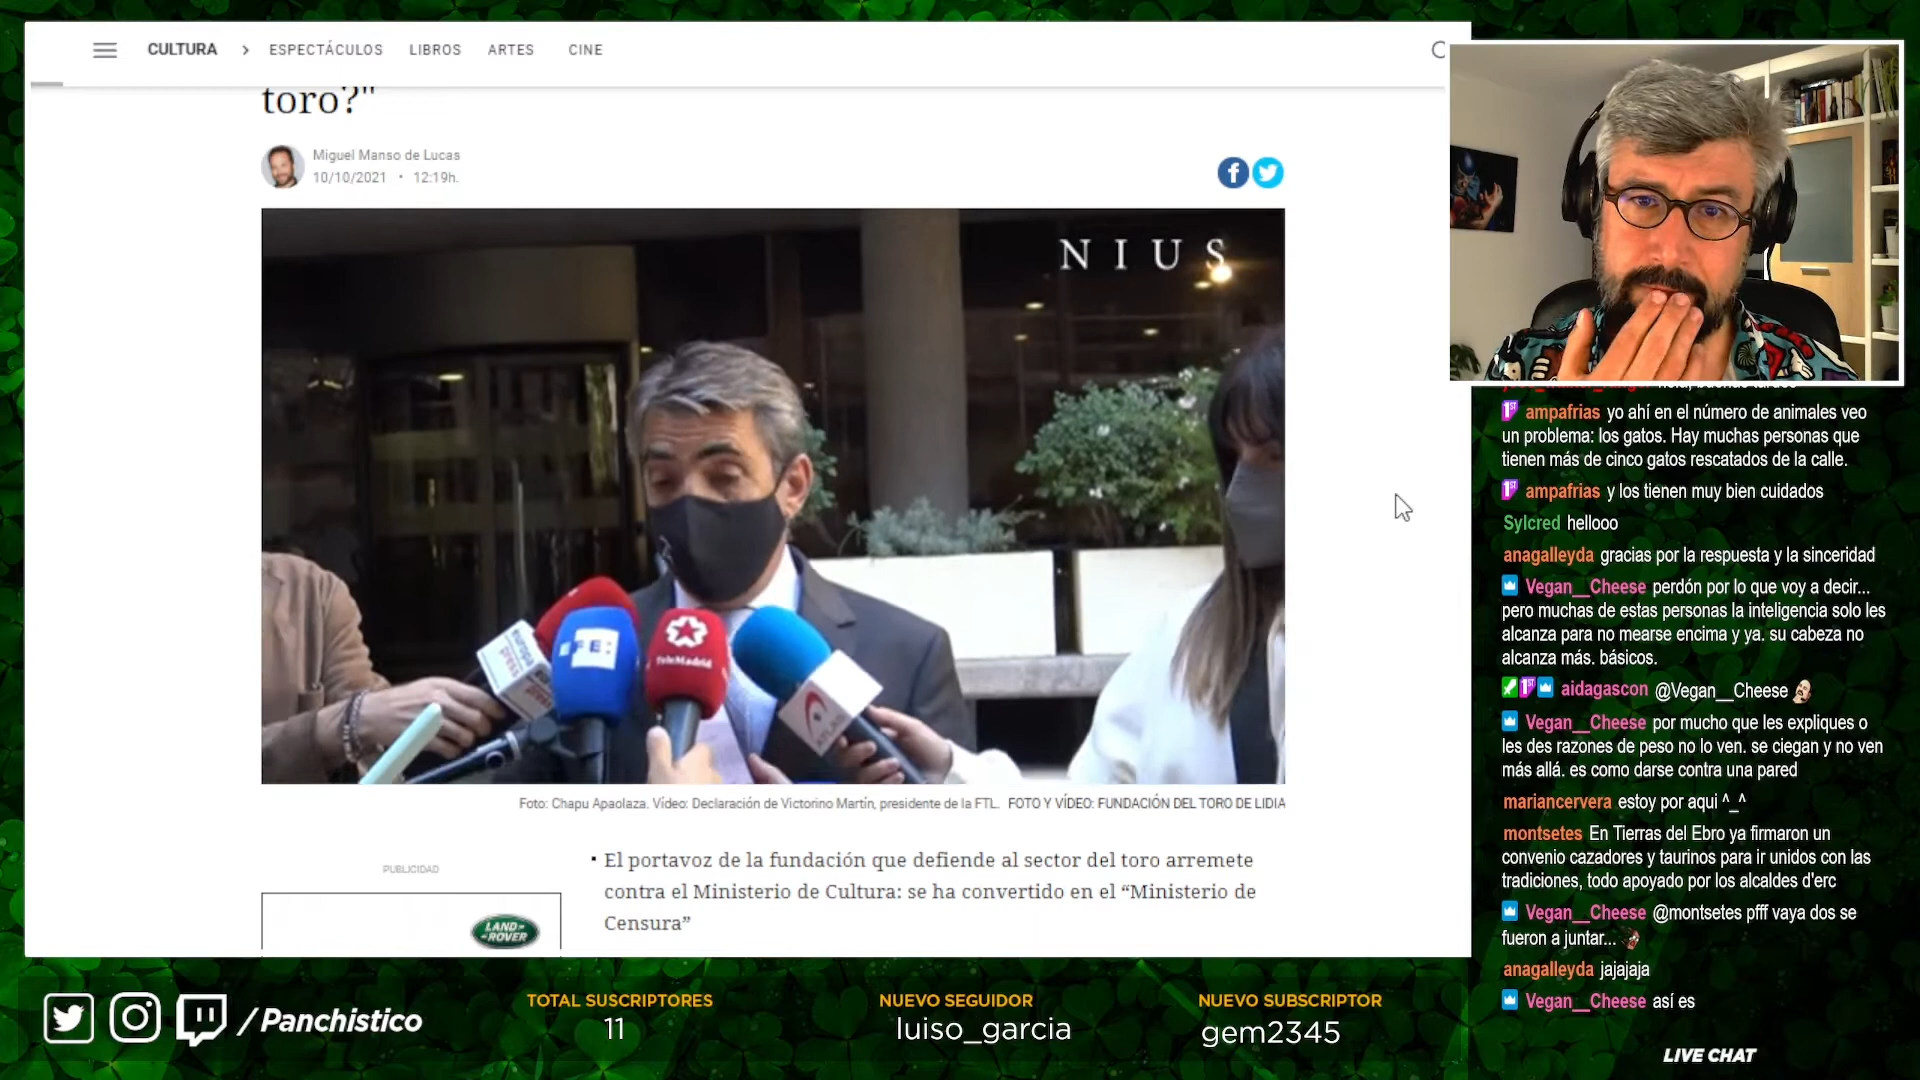 CULTURA > ESPECTÁCULOS LIBROS ARTES CINE
toro?"
Miguel Manso de Lucas
10/10/2021 • 12:19h.
NIUS
europa
press
EFE:
TeleMadrid
Foto: Chapu Apaolaza. Vídeo: Declaración de Victorino Martín, presidente de la FTL. FOTO Y VÍDEO: FUNDACIÓN DEL TORO DE LIDIA
PUBLICIDAD
LAND-
ROVER
▪ El portavoz de la fundación que defiende al sector del toro arremete
contra el Ministerio de Cultura: se ha convertido en el “Ministerio de
Censura”
ampafrias yo ahí en el número de animales veo
un problema: los gatos. Hay muchas personas que
tienen más de cinco gatos rescatados de la calle.
ampafrias y los tienen muy bien cuidados
Sylcred hellooo
anagalleyda gracias por la respuesta y la sinceridad
Vegan__Cheese perdón por lo que voy a decir...
pero muchas de estas personas la inteligencia solo les
alcanza para no mearse encima y ya. su cabeza no
alcanza más. básicos.
aidagascon @Vegan__Cheese
Vegan__Cheese por mucho que les expliques o
les des razones de peso no lo ven. se ciegan y no ven
más allá. es como darse contra una pared
mariancervera estoy por aqui ^_^
montsetes En Tierras del Ebro ya firmaron un
convenio cazadores y taurinos para ir unidos con las
tradiciones, todo apoyado por los alcaldes d'erc
Vegan__Cheese @montsetes pfff vaya dos se
fueron a juntar...
anagalleyda jajajaja
Vegan__Cheese así es
LIVE CHAT
/Panchistico
TOTAL SUSCRIPTORES
11
NUEVO SEGUIDOR
luiso_garcia
NUEVO SUBSCRIPTOR
gem2345